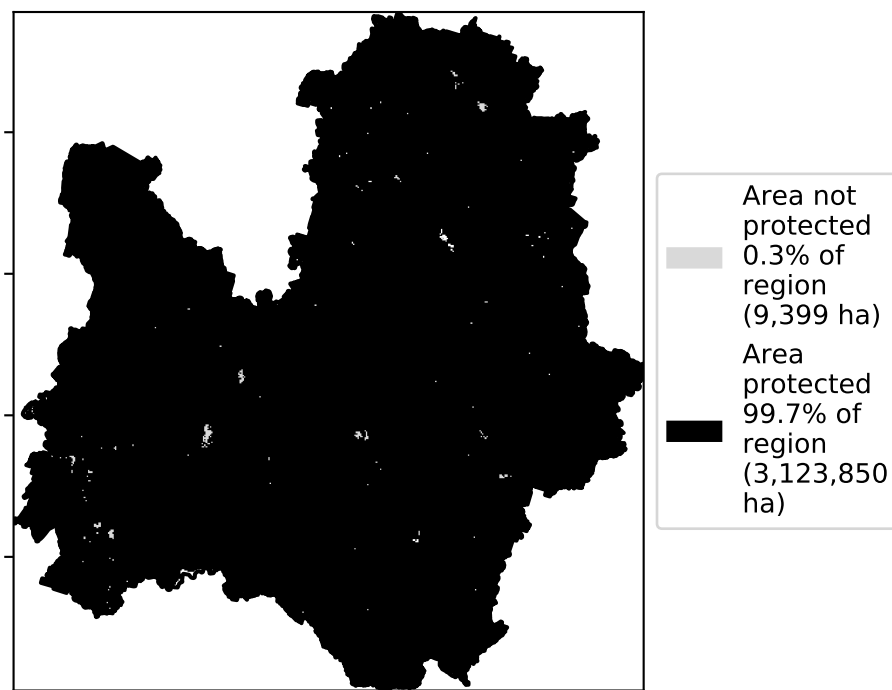 Area not
protected
0.3% of
region
(9,399 ha)
Area
protected
99.7% of
region
(3,123,850
ha)